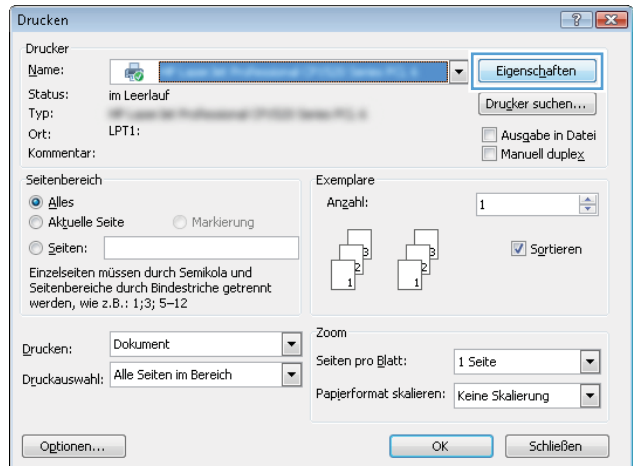 Drucken
Drucker
Name:
Eigenschaften
Status: im Leerlauf
Drucker suchen...
Typ:
Ort: LPT1:
Ausgabe in Datei
Kommentar:
Manuell duplex
Seitenbereich
Alles
Aktuelle Seite Markierung
Seiten:
Einzelseiten müssen durch Semikola und
Seitenbereiche durch Bindestriche getrennt
werden, wie z.B.: 1;3; 5–12
Exemplare
Anzahl: 1
3 3
2 2
1 1
Sortieren
Drucken: Dokument
Druckauswahl: Alle Seiten im Bereich
Zoom
Seiten pro Blatt: 1 Seite
Papierformat skalieren: Keine Skalierung
Optionen... OK Schließen